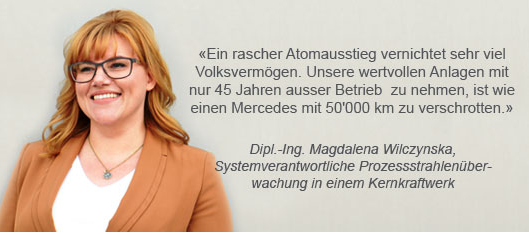 «Ein rascher Atomausstieg vernichtet sehr viel
Volksvermögen. Unsere wertvollen Anlagen mit
nur 45 Jahren ausser Betrieb zu nehmen, ist wie
einen Mercedes mit 50'000 km zu verschrotten.»
Dipl.-Ing. Magdalena Wilczynska,
Systemverantwortliche Prozessstrahlenüber-
wachung in einem Kernkraftwerk